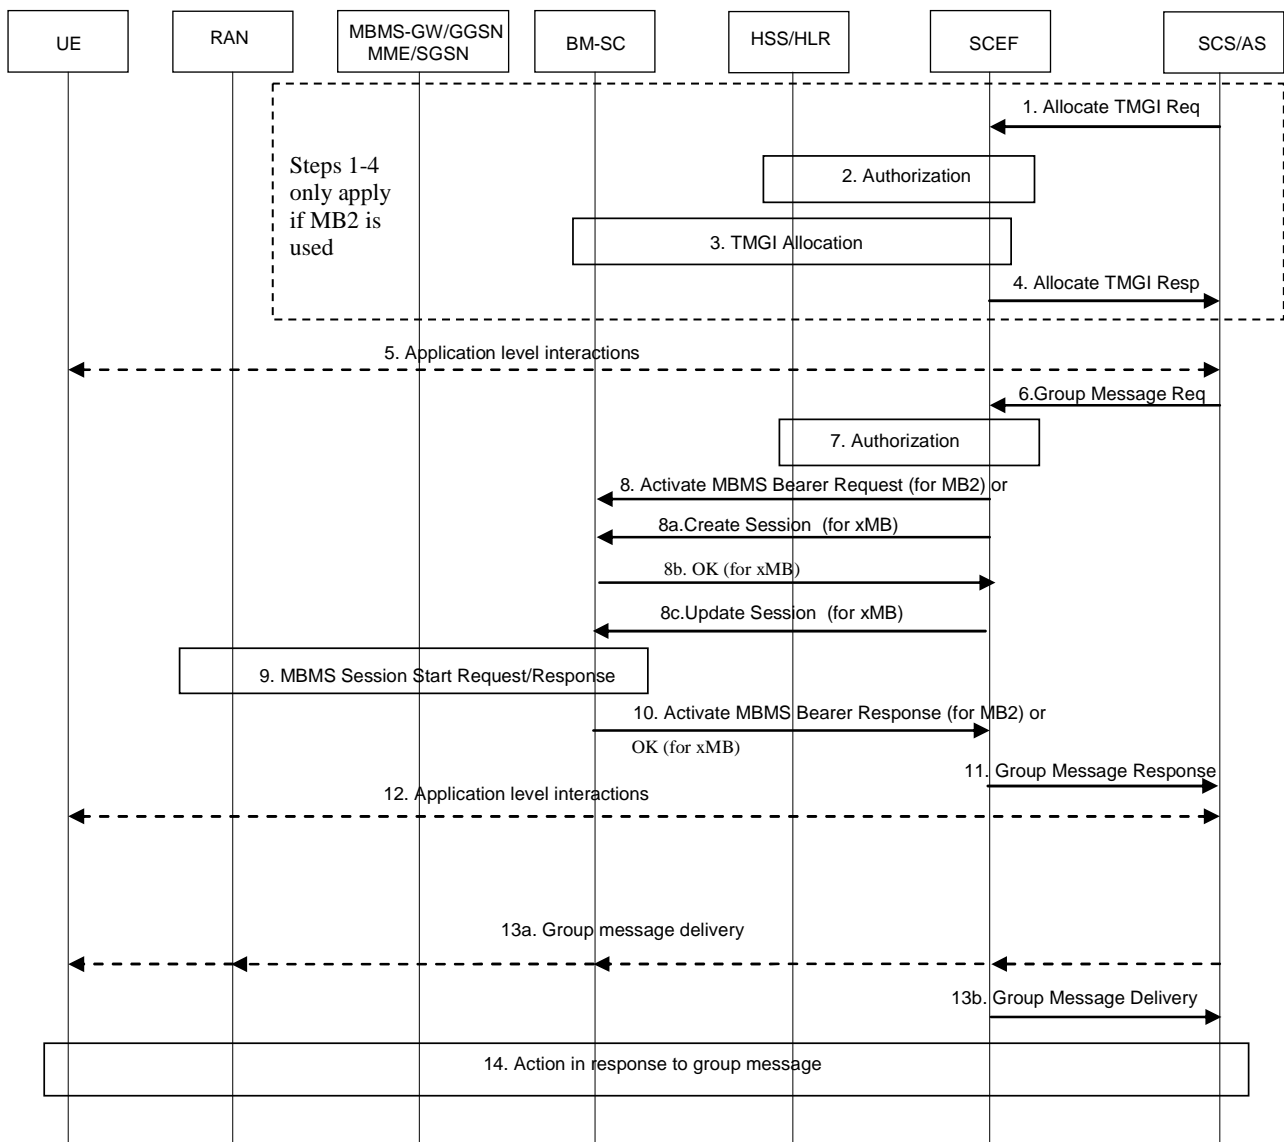 UE
RAN
MBMS-GW/GGSN
MME/SGSN
BM-SC
HSS/HLR
SCEF
SCS/AS
1. Allocate TMGI Req
Steps 1-4
only apply
if MB2 is
used
2. Authorization
3. TMGI Allocation
4. Allocate TMGI Resp
5. Application level interactions
6.Group Message Req
7. Authorization
8. Activate MBMS Bearer Request (for MB2) or
8a.Create Session (for xMB)
8b. OK (for xMB)
8c.Update Session (for xMB)
9. MBMS Session Start Request/Response
10. Activate MBMS Bearer Response (for MB2) or
OK (for xMB)
11. Group Message Response
12. Application level interactions
13a. Group message delivery
13b. Group Message Delivery
14. Action in response to group message